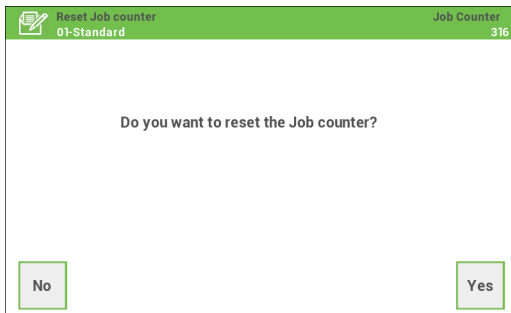 Reset Job counter
Job Counter
01-Standard
316
Do you want to reset the Job counter?
No
Yes